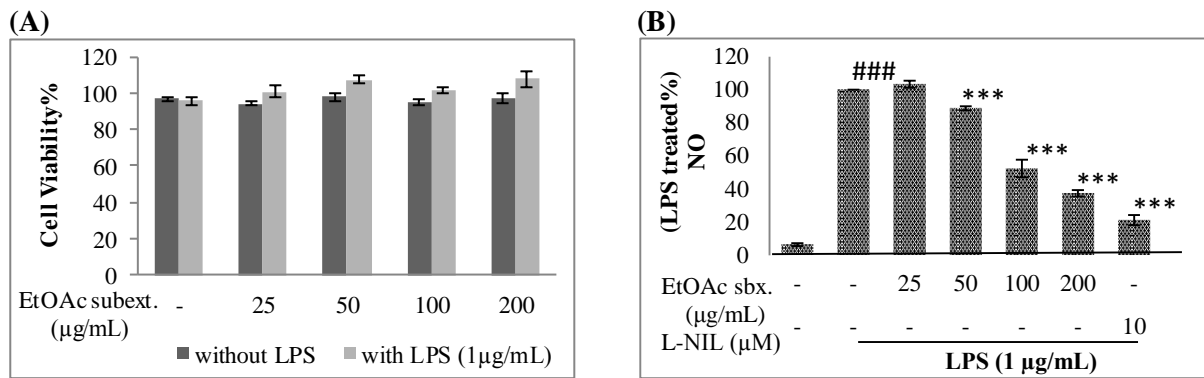 (A)
120
100
80
60
40
20
0
Cell Viability%
EtOAc subext. - 25 50 100 200
(µg/mL)
without LPS with LPS (1µg/mL)
(B)
120
100
80
60
40
20
0
(LPS treated%)
NO
###
***
***
***
***
EtOAc sbx. - - 25 50 100 200 -
(µg/mL)
L-NIL (µM) - - - - - - 10
LPS (1 µg/mL)